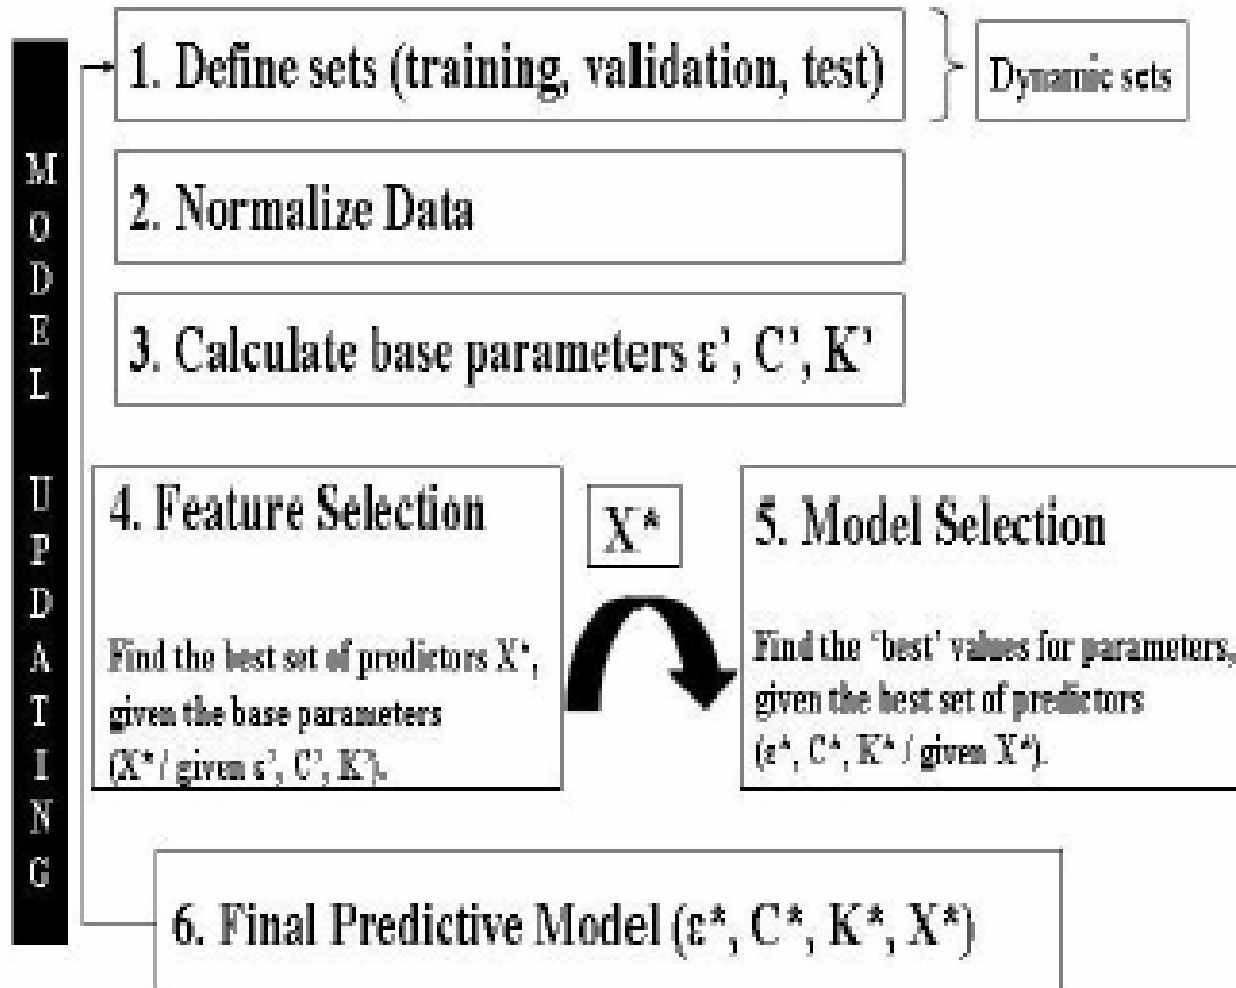 MODEL UPDATING
1. Define sets (training, validation, test)
Dynamic sets
2. Normalize Data
3. Calculate base parameters ε’, C’, K’
4. Feature Selection
Find the best set of predictors X*,
given the base parameters
(X* / given ε’, C’, K’).
X*
5. Model Selection
Find the ‘best’ values for parameters,
given the best set of predictors
(ε*, C*, K* / given X*).
6. Final Predictive Model (ε*, C*, K*, X*)